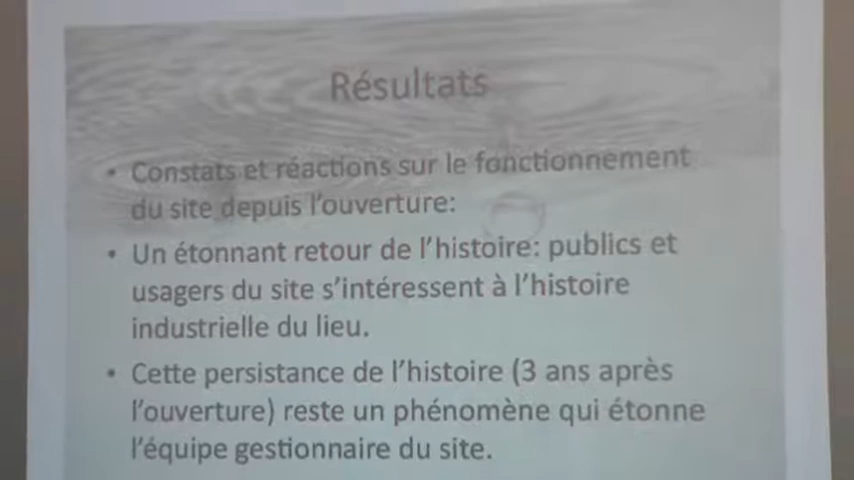 Résultats
• Constats et réactions sur le fonctionnement
du site depuis l'ouverture:
• Un étonnant retour de l'histoire: publics et
usagers du site s'intéressent à l'histoire
industrielle du lieu.
• Cette persistance de l'histoire (3 ans après
l'ouverture) reste un phénomène qui étonne
l'équipe gestionnaire du site.